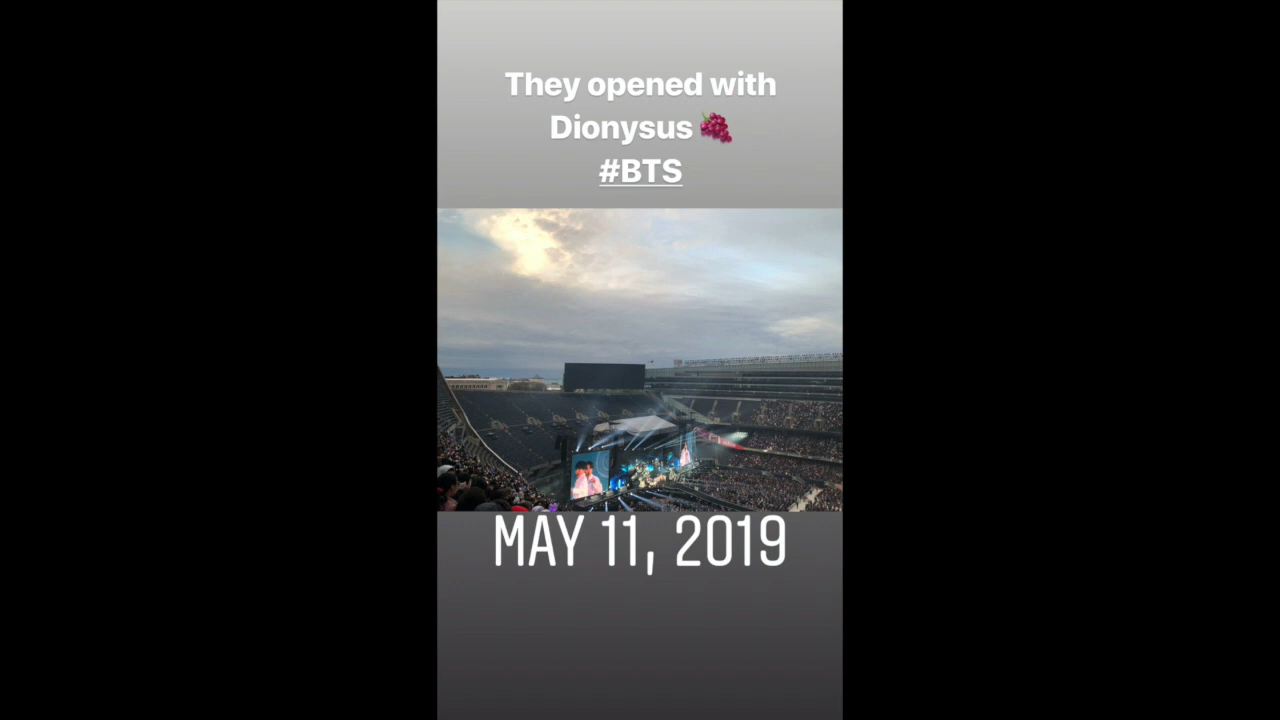 They opened with
Dionysus 🍇
#BTS
MAY 11, 2019